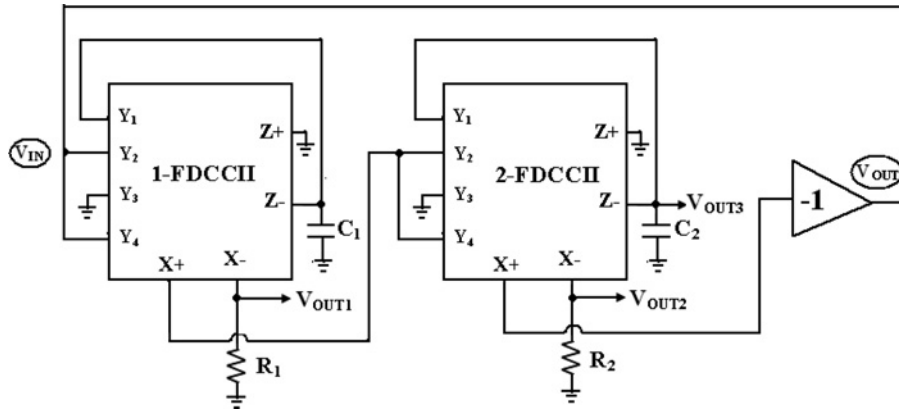 V_IN
Y₁
Y₂
Y₃
Y₄
1-FDCCII
Z+
Z-
X+
X-
C₁
V_OUT1
R₁
Y₁
Y₂
Y₃
Y₄
2-FDCCII
Z+
Z-
X+
X-
V_OUT3
C₂
V_OUT2
R₂
-1
V_OUT